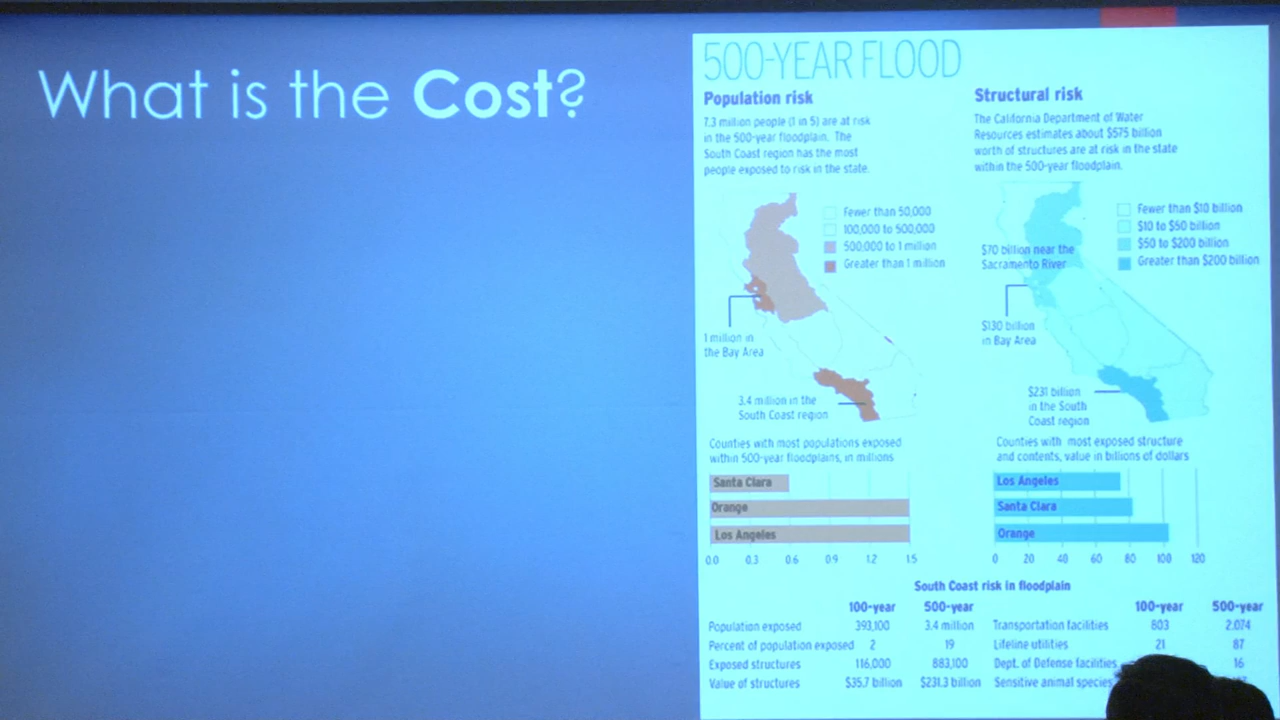 What is the Cost?
500-YEAR FLOOD
Population risk
7.3 million people (1 in 5) are at risk
in the 500-year floodplain. The
South Coast region has the most
people exposed to risk in the state.
Fewer than 50,000
100,000 to 500,000
500,000 to 1 million
Greater than 1 million
1 million in
the Bay Area
3.4 million in the
South Coast region
Counties with most populations exposed
within 500-year floodplains, in millions
Santa Clara
Orange
Los Angeles
0.0 0.3 0.6 0.9 1.2 1.5
Structural risk
The California Department of Water
Resources estimates about $575 billion
worth of structures are at risk in the state
within the 500-year floodplain.
Fewer than $10 billion
$10 to $50 billion
$50 to $200 billion
Greater than $200 billion
$70 billion near the
Sacramento River
$130 billion
in Bay Area
$231 billion
in the South
Coast region
Counties with most exposed structure
and contents, value in billions of dollars
Los Angeles
Santa Clara
Orange
0 20 40 60 80 100 120
South Coast risk in floodplain
100-year 500-year 100-year 500-year
Population exposed 393,100 3.4 million Transportation facilities 803 2,074
Percent of population exposed 2 19 Lifeline utilities 21 87
Exposed structures 116,000 883,100 Dept. of Defense facilities 16
Value of structures $35.7 billion $231.3 billion Sensitive animal species